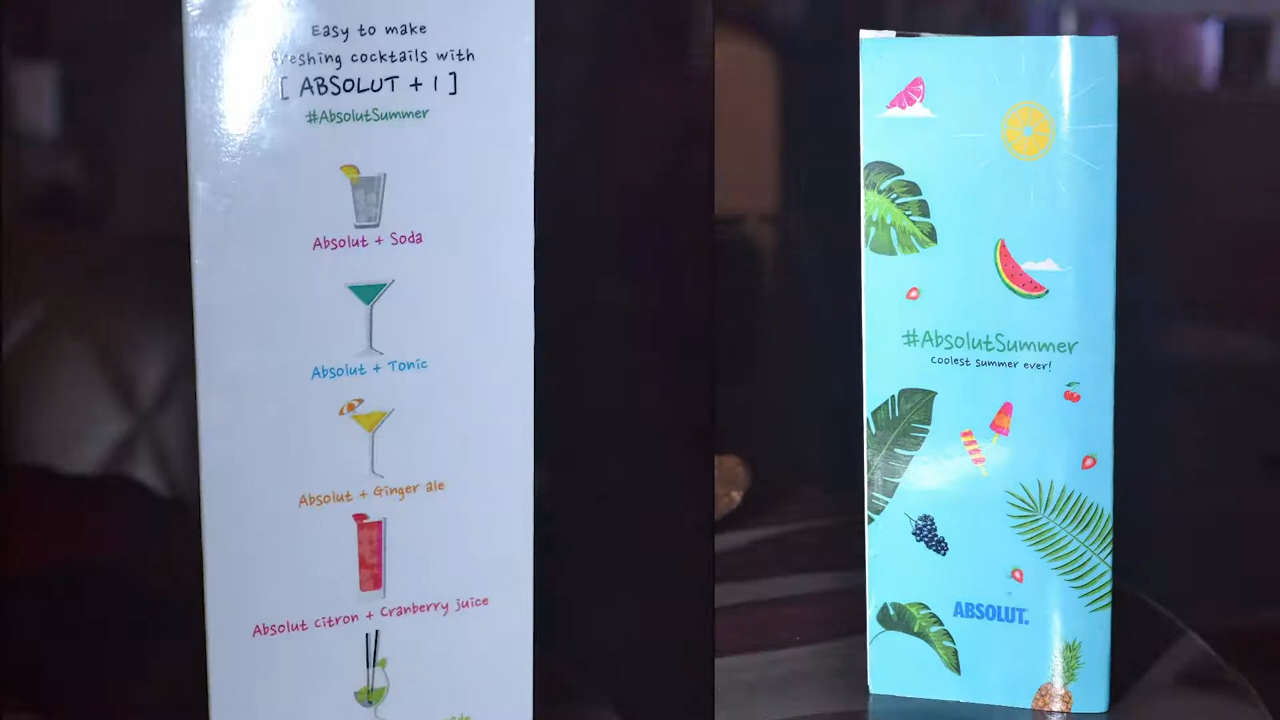 Easy to make
freshing cocktails with
[ ABSOLUT + 1 ]
#AbsolutSummer
Absolut + Soda
Absolut + Tonic
Absolut + Ginger ale
Absolut citron + Cranberry juice
#AbsolutSummer
coolest summer ever!
ABSOLUT.